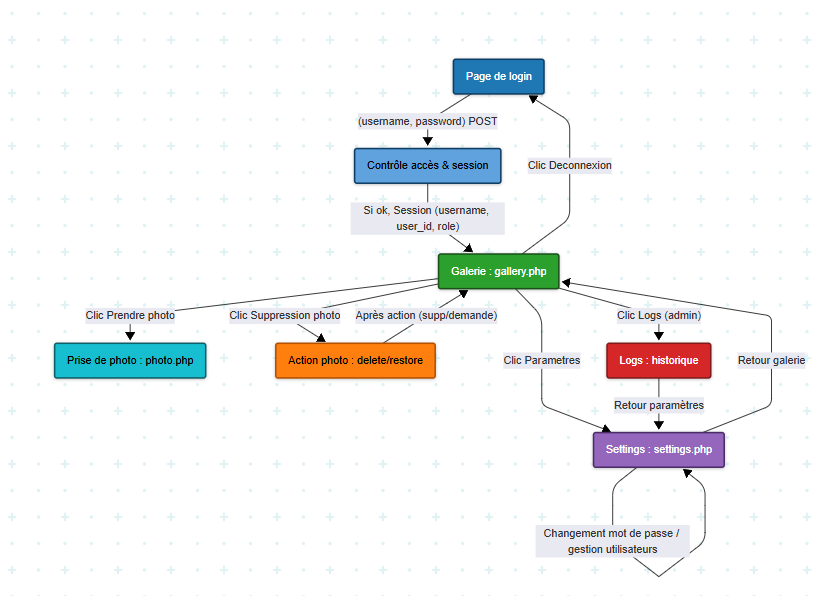 Page de login
(username, password) POST
Contrôle accès & session
Clic Deconnexion
Si ok, Session (username,
user_id, role)
Galerie : gallery.php
Clic Prendre photo
Clic Suppression photo
Après action (supp/demande)
Clic Logs (admin)
Prise de photo : photo.php
Action photo : delete/restore
Clic Parametres
Logs : historique
Retour galerie
Retour paramètres
Settings : settings.php
Changement mot de passe /
gestion utilisateurs